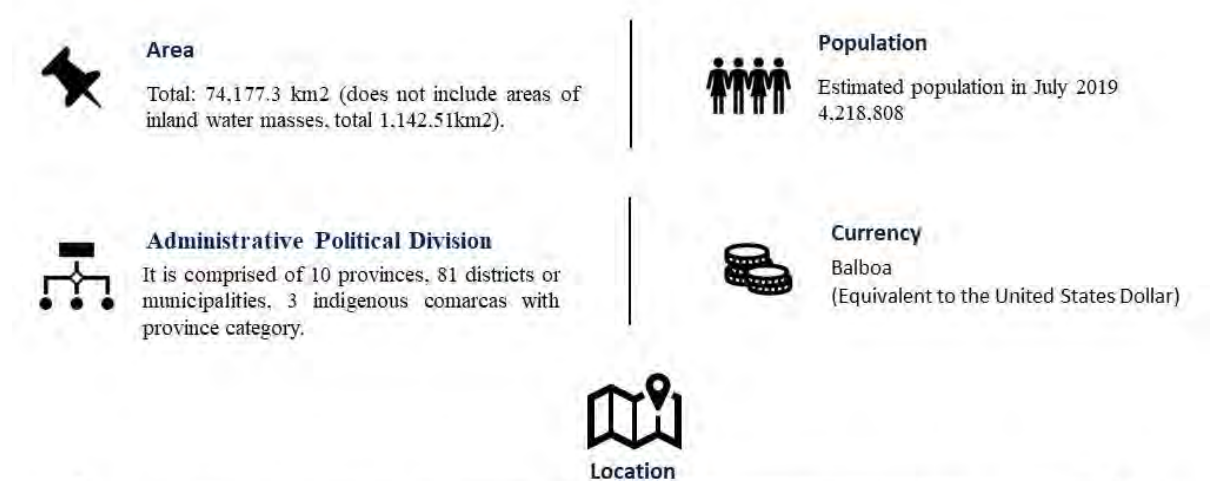 Area
Total: 74,177.3 km2 (does not include areas of
inland water masses, total 1,142.51km2).
Population
Estimated population in July 2019
4,218,808
Administrative Political Division
It is comprised of 10 provinces, 81 districts or
municipalities, 3 indigenous comarcas with
province category.
Currency
Balboa
(Equivalent to the United States Dollar)
Location